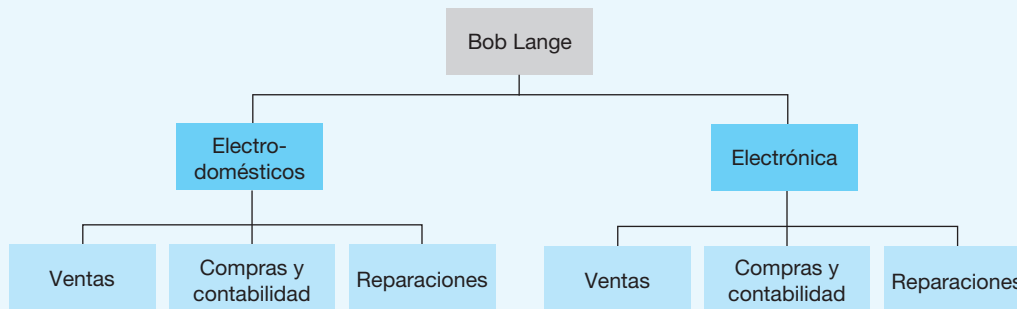 Bob Lange
Electro-
domésticos
Electrónica
Ventas
Compras y
contabilidad
Reparaciones
Ventas
Compras y
contabilidad
Reparaciones